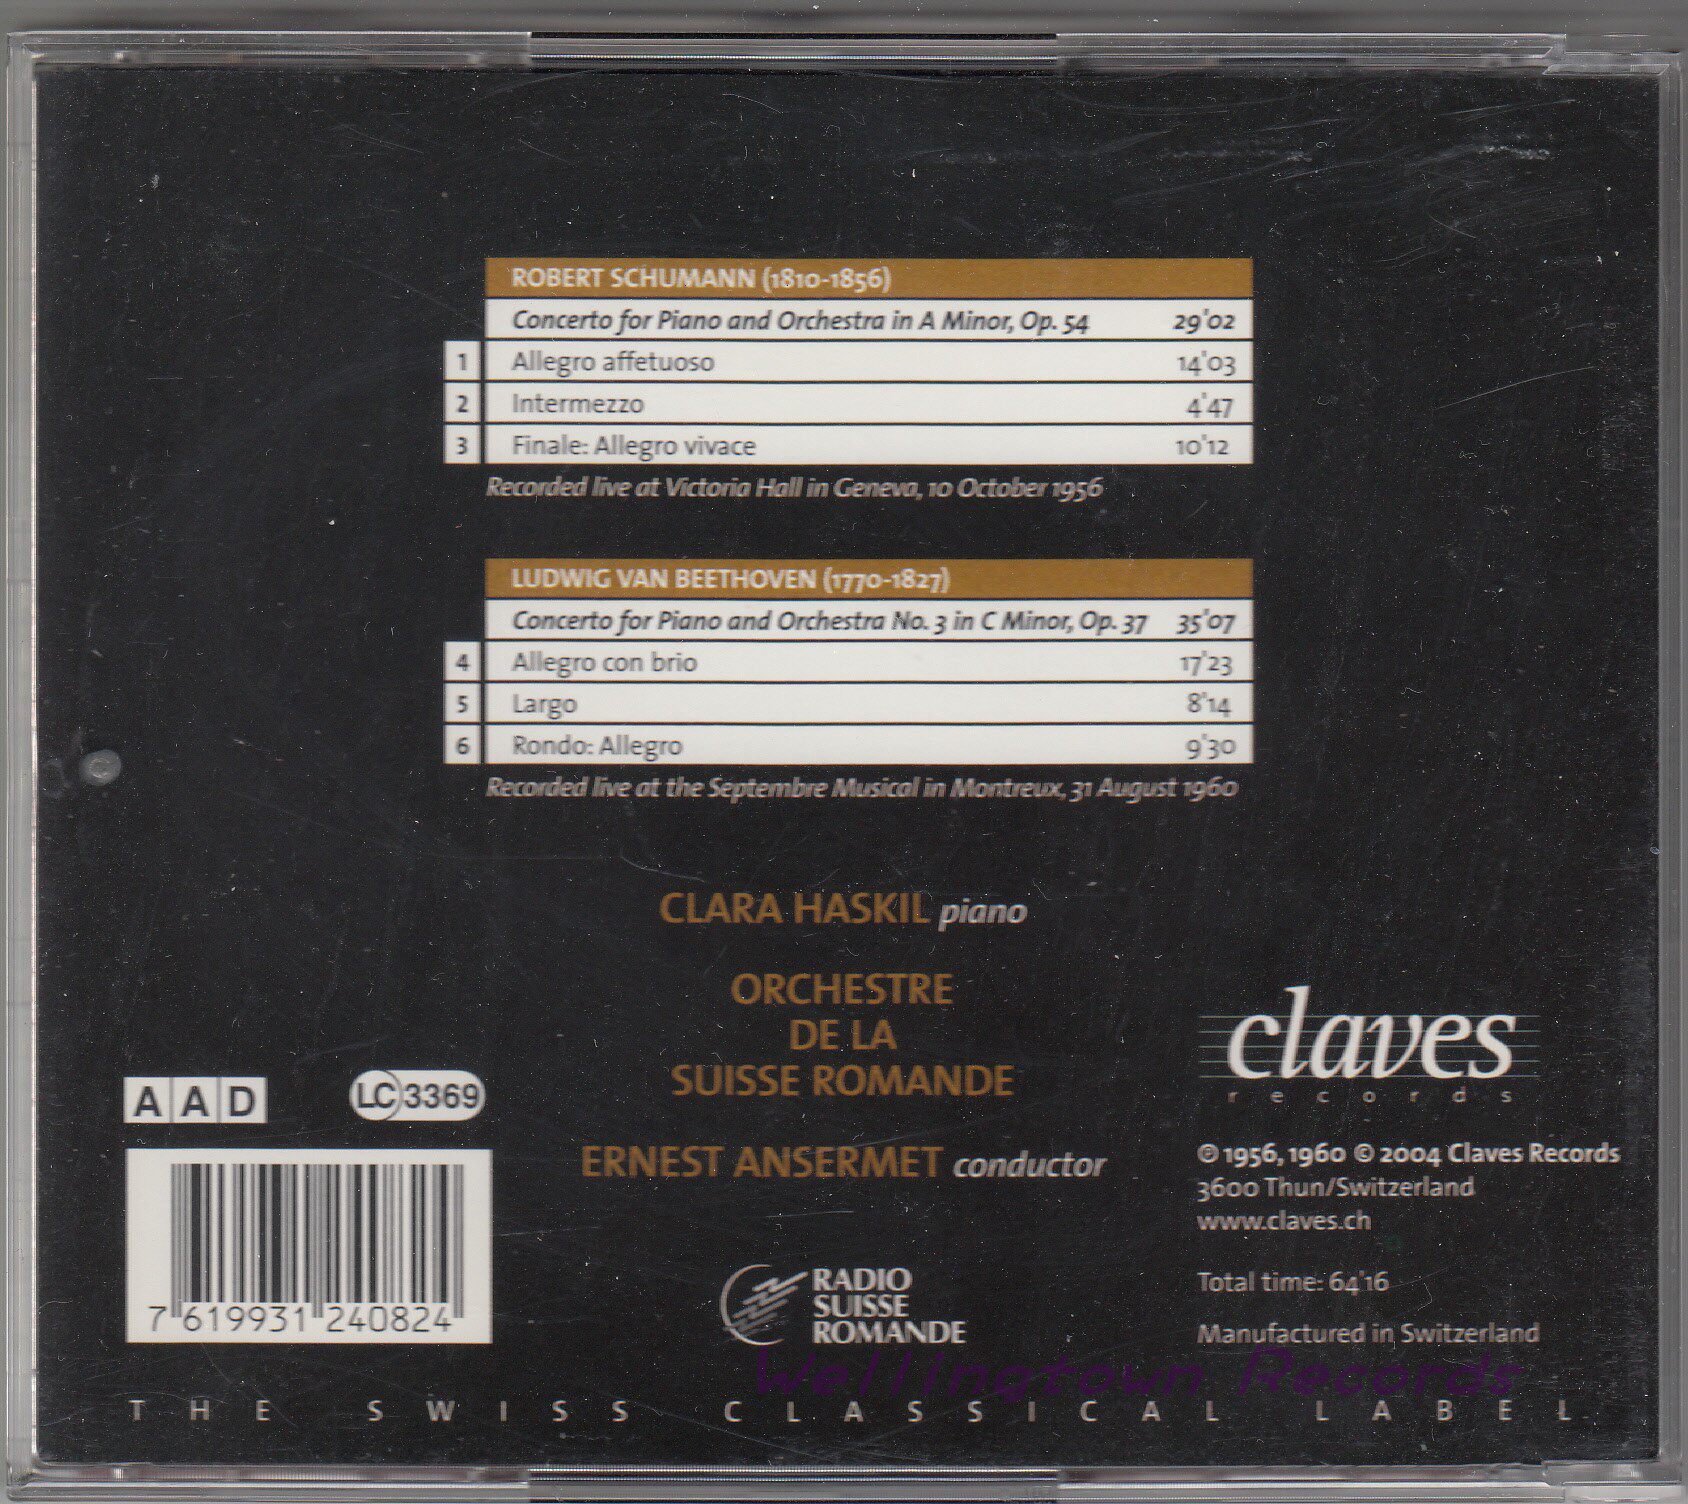 ROBERT SCHUMANN (1810-1856)
Concerto for Piano and Orchestra in A Minor, Op. 54 29'02
1 Allegro affetuoso 14'03
2 Intermezzo 4'47
3 Finale: Allegro vivace 10'12
Recorded live at Victoria Hall in Geneva, 10 October 1956
LUDWIG VAN BEETHOVEN (1770-1827)
Concerto for Piano and Orchestra No. 3 in C Minor, Op. 37 35'07
4 Allegro con brio 17'23
5 Largo 8'14
6 Rondo: Allegro 9'30
Recorded live at the Septembre Musical in Montreux, 31 August 1960
CLARA HASKIL piano
ORCHESTRE
DE LA
SUISSE ROMANDE
ERNEST ANSERMET conductor
AAD
LC 3369
7 619931 240824
RADIO
SUISSE
ROMANDE
claves
records
℗ 1956, 1960 © 2004 Claves Records
3600 Thun/Switzerland
www.claves.ch
Total time: 64'16
Manufactured in Switzerland
Wellingtown Records
THE SWISS CLASSICAL LABEL